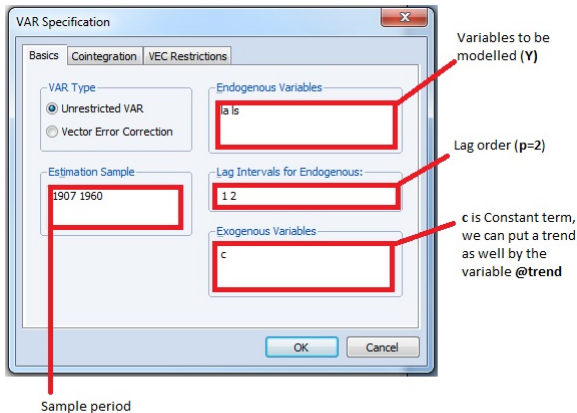 VAR Specification
Basics Cointegration VEC Restrictions
VAR Type
Unrestricted VAR
Vector Error Correction
Estimation Sample
1907 1960
Endogenous Variables
la ls
Lag Intervals for Endogenous:
1 2
Exogenous Variables
c
OK Cancel
Variables to be
modelled (Y)
Lag order (p=2)
c is Constant term,
we can put a trend
as well by the
variable @trend
Sample period